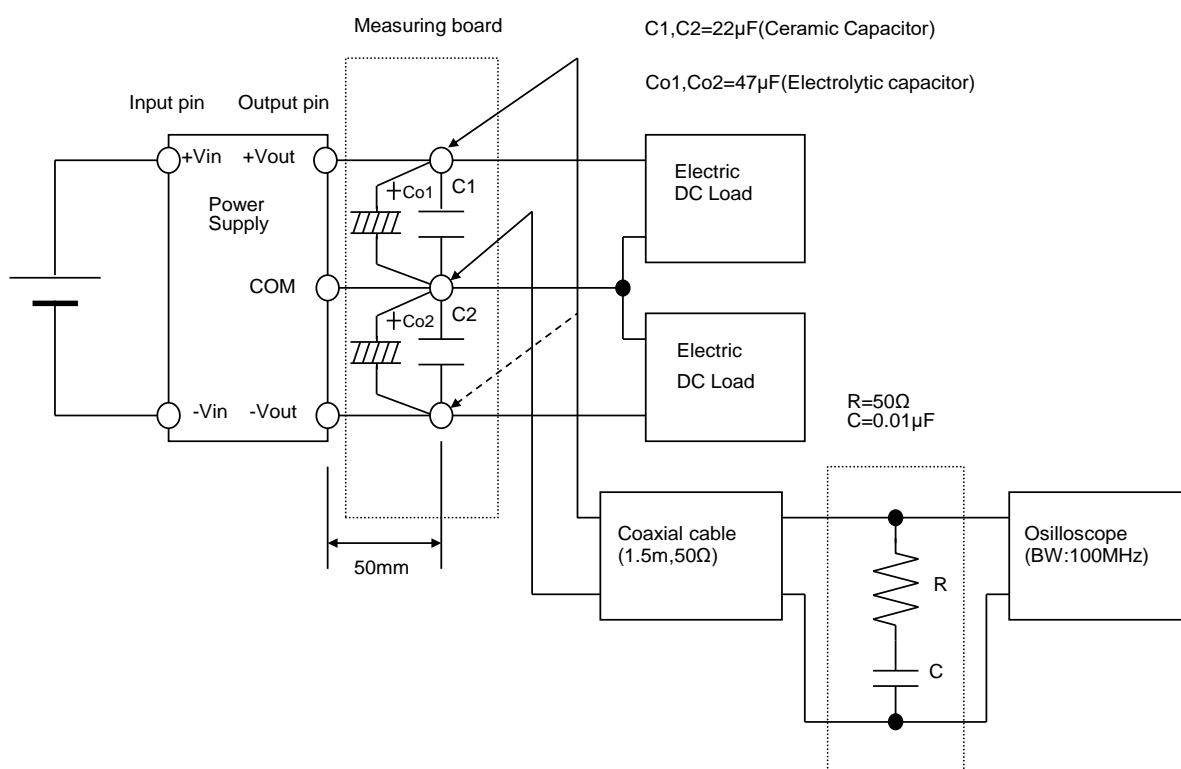 Measuring board
C1,C2=22µF(Ceramic Capacitor)
Co1,Co2=47µF(Electrolytic capacitor)
Input pin
Output pin
+Vin
+Vout
Power
Supply
COM
-Vin
-Vout
+Co1
C1
+Co2
C2
Electric
DC Load
Electric
DC Load
50mm
R=50Ω
C=0.01µF
Coaxial cable
(1.5m,50Ω)
R
C
Osilloscope
(BW:100MHz)